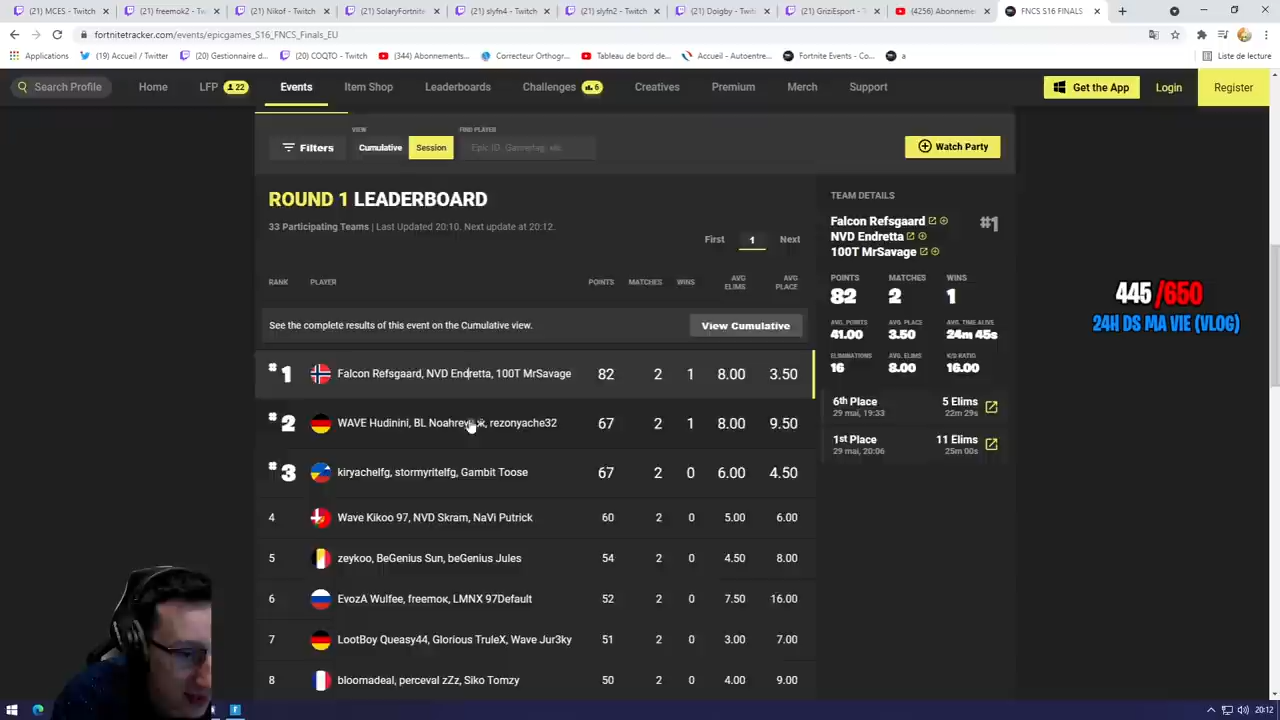 (21) MCES - Twitch
(21) freemok2 - Twitch
(21) Nikof - Twitch
(21) SolaryFortnite
(21) slyfn4 - Twitch
(21) slyfn2 - Twitch
(21) Doigby - Twitch
(21) GriziEsport - T
(4256) Abonneme
FNCS S16 FINALS
fortnitetracker.com/events/epicgames_S16_FNCS_Finals_EU
Applications
(19) Accueil / Twitter
(20) Gestionnaire d...
(20) COQTO - Twitch
(344) Abonnements...
Correcteur Orthogr...
Tableau de bord de...
Accueil - Autoentre...
Fortnite Events - Co...
a
Liste de lecture
Search Profile
Home
LFP 22
Events
Item Shop
Leaderboards
Challenges 6
Creatives
Premium
Merch
Support
Get the App
Login
Register
Filters
VIEW
Cumulative
Session
FIND PLAYER
Epic ID, Gamertag, etc.
Watch Party
ROUND 1 LEADERBOARD
33 Participating Teams | Last Updated 20:10. Next update at 20:12.
First
1
Next
RANK PLAYER POINTS MATCHES WINS AVG ELIMS AVG PLACE
See the complete results of this event on the Cumulative view.
View Cumulative
#1 Falcon Refsgaard, NVD Endretta, 100T MrSavage 82 2 1 8.00 3.50
#2 WAVE Hudinini, BL Noahreyli, rezonyache32 67 2 1 8.00 9.50
#3 kiryachelfg, stormyritelfg, Gambit Toose 67 2 0 6.00 4.50
4 Wave Kikoo 97, NVD Skram, NaVi Putrick 60 2 0 5.00 6.00
5 zeykoo, BeGenius Sun, beGenius Jules 54 2 0 4.50 8.00
6 EvozA Wulfee, freemoк, LMNX 97Default 52 2 0 7.50 16.00
7 LootBoy Queasy44, Glorious TruleX, Wave Jur3ky 51 2 0 3.00 7.00
8 bloomadeal, perceval zZz, Siko Tomzy 50 2 0 4.00 9.00
TEAM DETAILS
Falcon Refsgaard
NVD Endretta
100T MrSavage
#1
POINTS MATCHES WINS
82 2 1
AVG. POINTS AVG. PLACE AVG. TIME ALIVE
41.00 3.50 24m 45s
ELIMINATIONS AVG. ELIMS K/D RATIO
16 8.00 16.00
6th Place 5 Elims
29 mai, 19:33 22m 29s
1st Place 11 Elims
29 mai, 20:06 25m 00s
445 /650
24H DS MA VIE (VLOG)
20:12